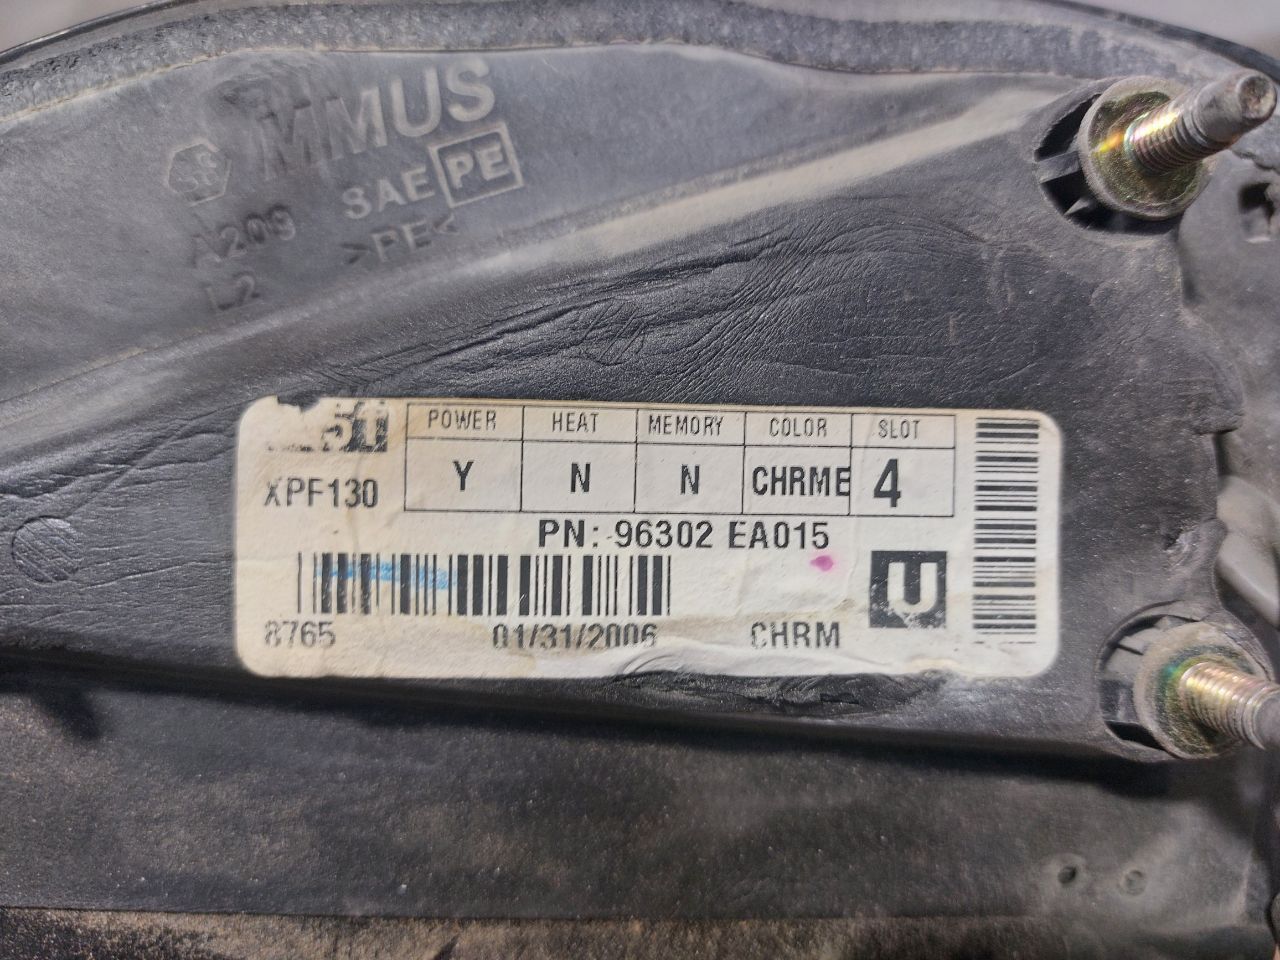 MMUS
SAE PE
A209
>PE<
L2
POWER HEAT MEMORY COLOR SLOT
XPF130 Y N N CHRME 4
PN: 96302 EA015
8765 01/31/2006 CHRM